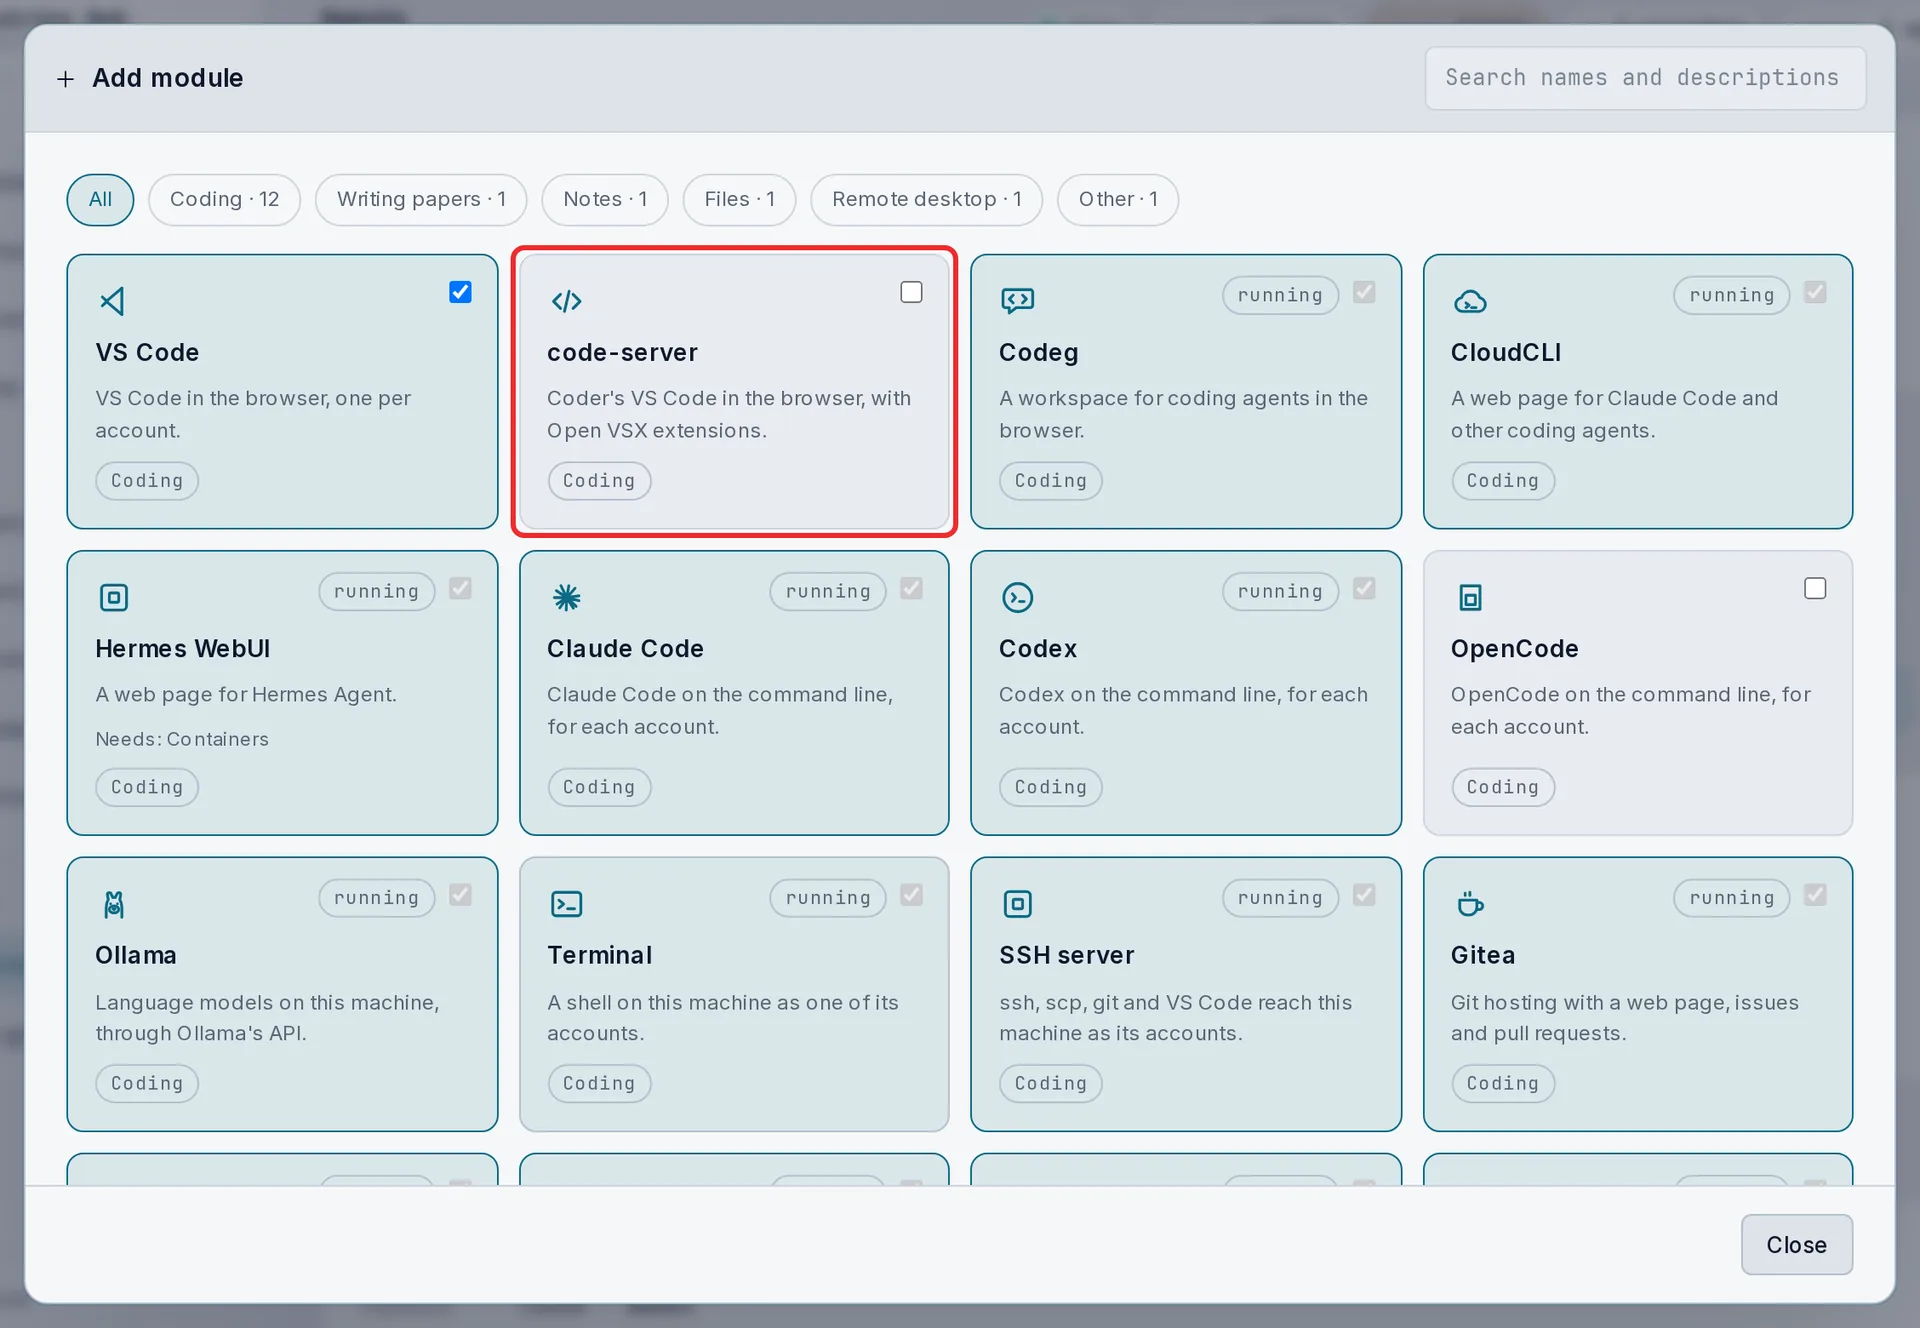 + Add module
Search names and descriptions
All
Coding · 12
Writing papers · 1
Notes · 1
Files · 1
Remote desktop · 1
Other · 1
VS Code
VS Code in the browser, one per
account.
Coding
code-server
Coder's VS Code in the browser, with
Open VSX extensions.
Coding
running
Codeg
A workspace for coding agents in the
browser.
Coding
running
CloudCLI
A web page for Claude Code and
other coding agents.
Coding
running
Hermes WebUI
A web page for Hermes Agent.
Needs: Containers
Coding
running
Claude Code
Claude Code on the command line,
for each account.
Coding
running
Codex
Codex on the command line, for each
account.
Coding
OpenCode
OpenCode on the command line, for
each account.
Coding
running
Ollama
Language models on this machine,
through Ollama's API.
Coding
running
Terminal
A shell on this machine as one of its
accounts.
Coding
running
SSH server
ssh, scp, git and VS Code reach this
machine as its accounts.
Coding
running
Gitea
Git hosting with a web page, issues
and pull requests.
Coding
Close